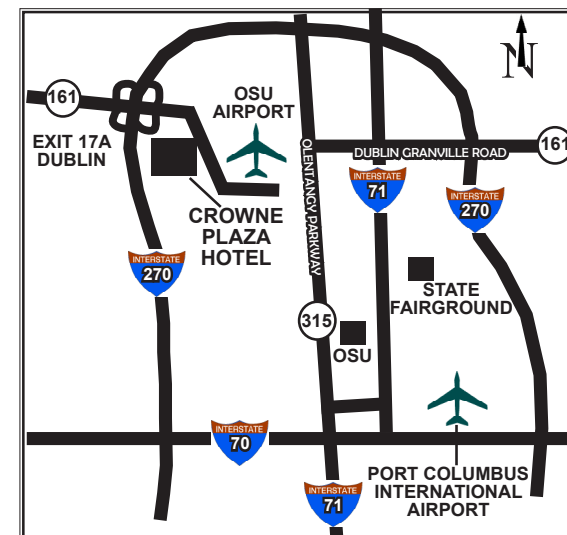 N
161
OSU
AIRPORT
EXIT 17A
DUBLIN
OLENTANGY PARKWAY
DUBLIN GRANVILLE ROAD
161
INTERSTATE
71
INTERSTATE
270
CROWNE
PLAZA
HOTEL
INTERSTATE
270
STATE
FAIRGROUND
315
OSU
INTERSTATE
70
PORT COLUMBUS
INTERNATIONAL
AIRPORT
INTERSTATE
71